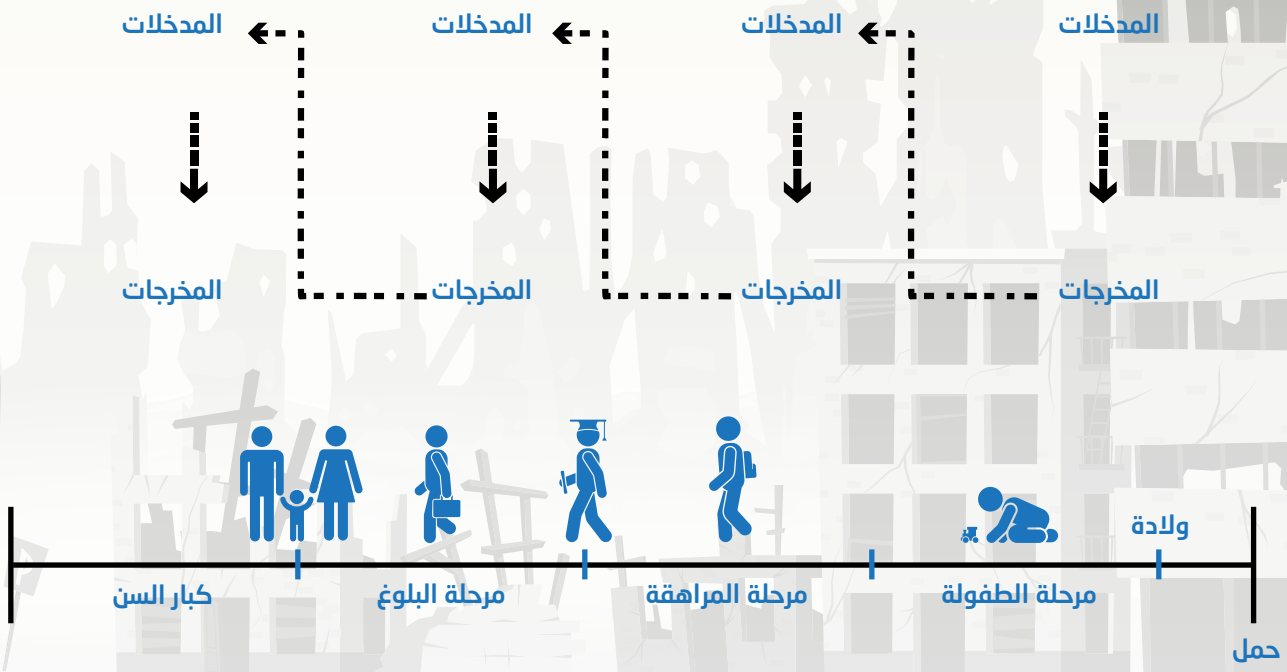 المدخلات
المدخلات
المدخلات
المدخلات
المخرجات
المخرجات
المخرجات
المخرجات
ولادة
مرحلة الطفولة
مرحلة المراهقة
مرحلة البلوغ
كبار السن
حمل